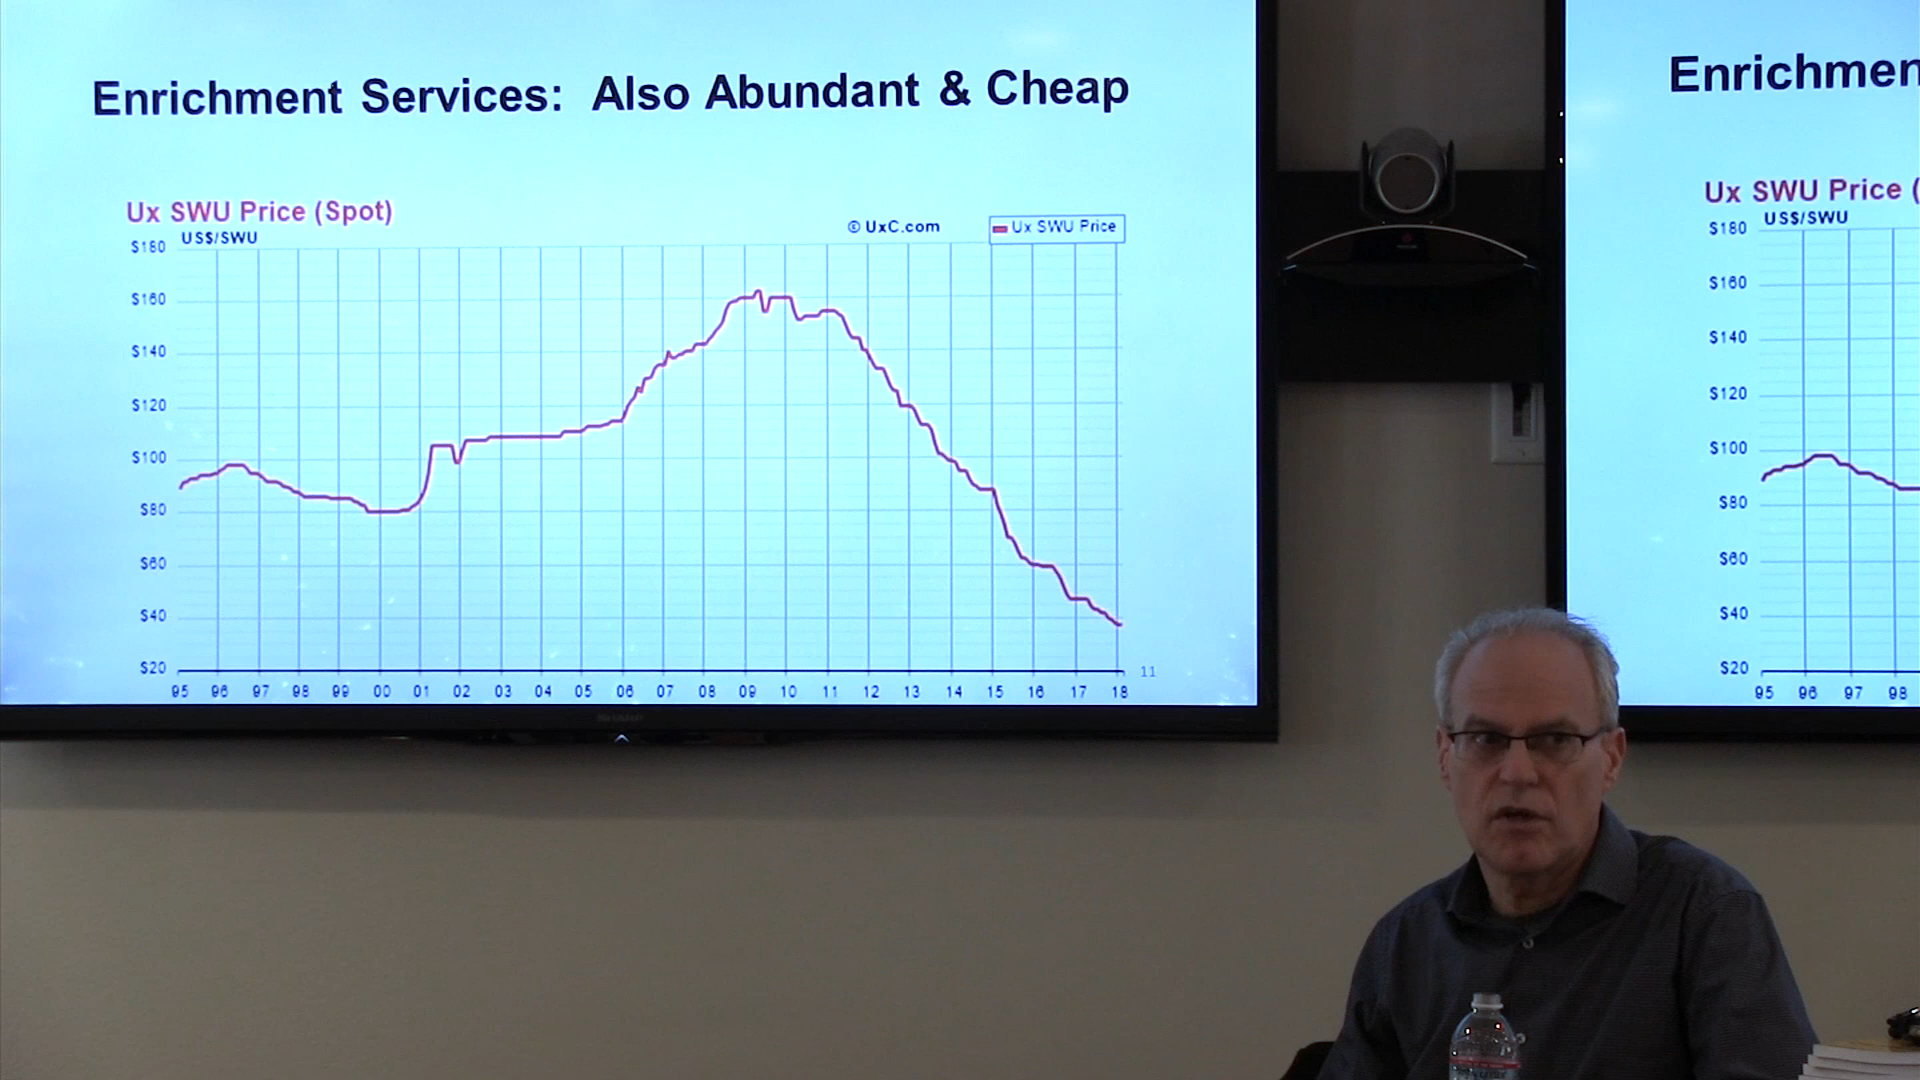 Enrichment Services: Also Abundant & Cheap
Ux SWU Price (Spot)
US$/SWU
© UxC.com
Ux SWU Price
$180
$160
$140
$120
$100
$80
$60
$40
$20
95 96 97 98 99 00 01 02 03 04 05 06 07 08 09 10 11 12 13 14 15 16 17 18
11
Enrichmen
Ux SWU Price (
US$/SWU
$180
$160
$140
$120
$100
$80
$60
$40
$20
95 96 97 98